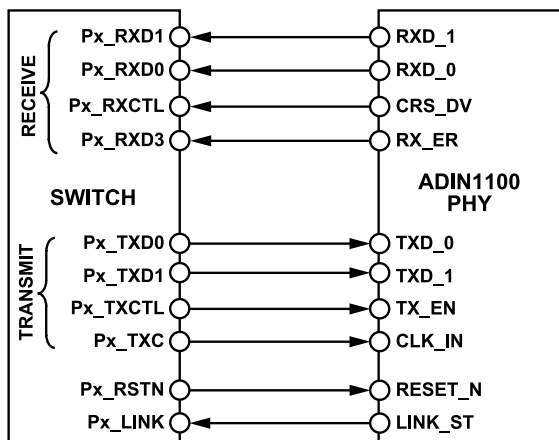 Px_RXD1 RXD_1
Px_RXD0 RXD_0
Px_RXCTL CRS_DV
Px_RXD3 RX_ER
RECEIVE
SWITCH
ADIN1100
PHY
Px_TXD0 TXD_0
Px_TXD1 TXD_1
Px_TXCTL TX_EN
Px_TXC CLK_IN
TRANSMIT
Px_RSTN RESET_N
Px_LINK LINK_ST